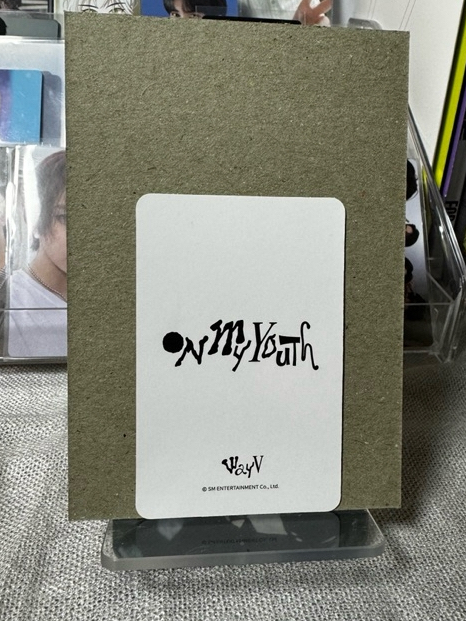 ON MY YOUTH
WayV
© SM ENTERTAINMENT Co., Ltd.